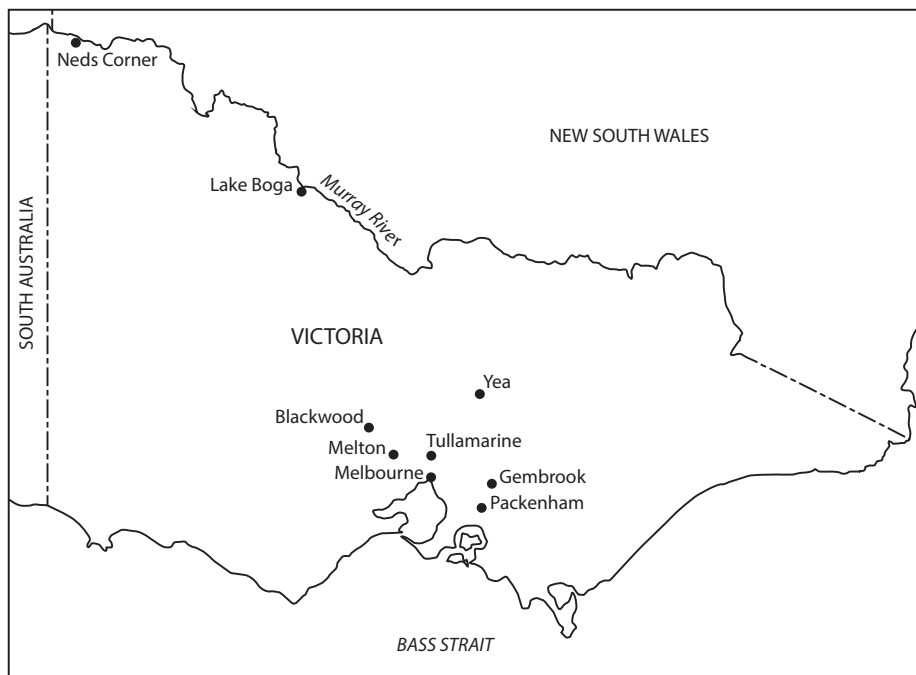 Neds Corner
NEW SOUTH WALES
Lake Boga
Murray River
SOUTH AUSTRALIA
VICTORIA
Yea
Blackwood
Melton
Tullamarine
Melbourne
Gembrook
Packenham
BASS STRAIT